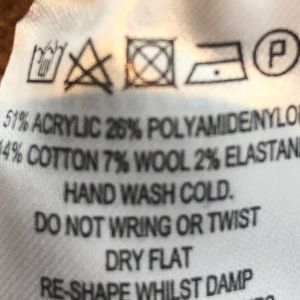 P
51% ACRYLIC 26% POLYAMIDE/NYLO
14% COTTON 7% WOOL 2% ELASTAN
HAND WASH COLD.
DO NOT WRING OR TWIST
DRY FLAT
RE-SHAPE WHILST DAMP